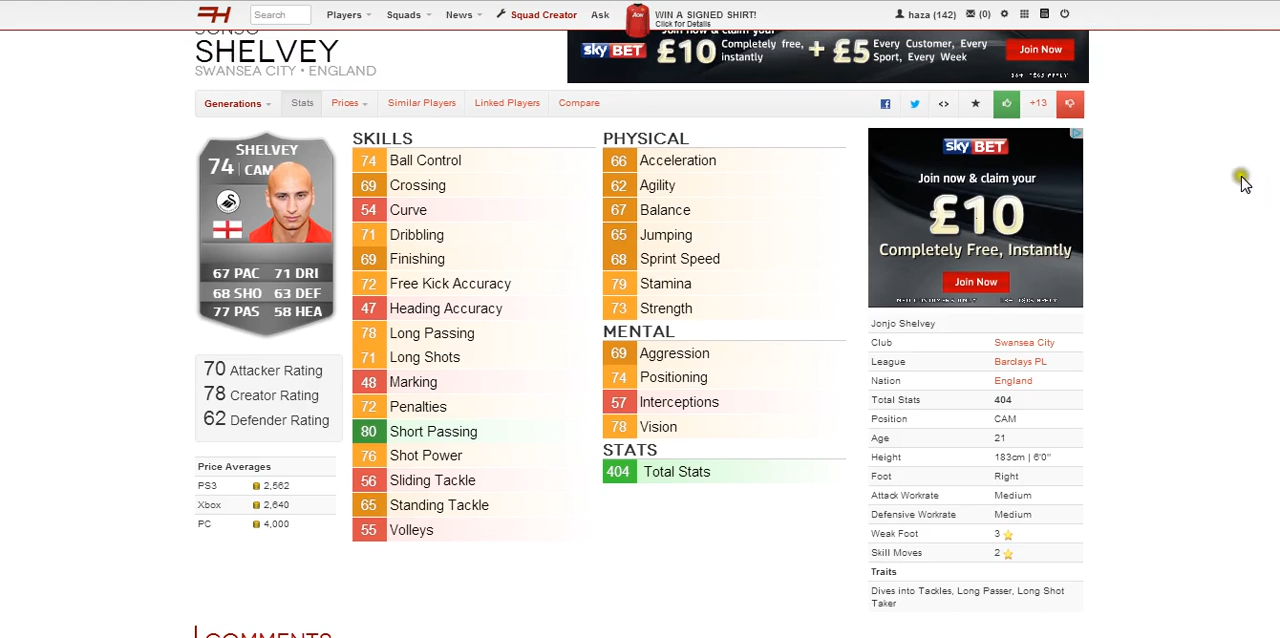 Search
Players
Squads
News
Squad Creator
Ask
WIN A SIGNED SHIRT!
Click for Details
haza (142)
(0)
JONJO
SHELVEY
SWANSEA CITY • ENGLAND
now & claim your
sky BET £10 Completely free, instantly + £5 Every Customer, Every Sport, Every Week
Join Now
Generations
Stats
Prices
Similar Players
Linked Players
Compare
+13
SHELVEY
74 CAM
67 PAC 71 DRI
68 SHO 63 DEF
77 PAS 58 HEA
70 Attacker Rating
78 Creator Rating
62 Defender Rating
Price Averages
PS3 2,562
Xbox 2,640
PC 4,000
SKILLS
74 Ball Control
69 Crossing
54 Curve
71 Dribbling
69 Finishing
72 Free Kick Accuracy
47 Heading Accuracy
78 Long Passing
71 Long Shots
48 Marking
72 Penalties
80 Short Passing
76 Shot Power
56 Sliding Tackle
65 Standing Tackle
55 Volleys
PHYSICAL
66 Acceleration
62 Agility
67 Balance
65 Jumping
68 Sprint Speed
79 Stamina
73 Strength
MENTAL
69 Aggression
74 Positioning
57 Interceptions
78 Vision
STATS
404 Total Stats
sky BET
Join now & claim your
£10
Completely Free, Instantly
Join Now
Jonjo Shelvey
Club Swansea City
League Barclays PL
Nation England
Total Stats 404
Position CAM
Age 21
Height 183cm | 6'0"
Foot Right
Attack Workrate Medium
Defensive Workrate Medium
Weak Foot 3
Skill Moves 2
Traits
Dives into Tackles, Long Passer, Long Shot
Taker
COMMENTS